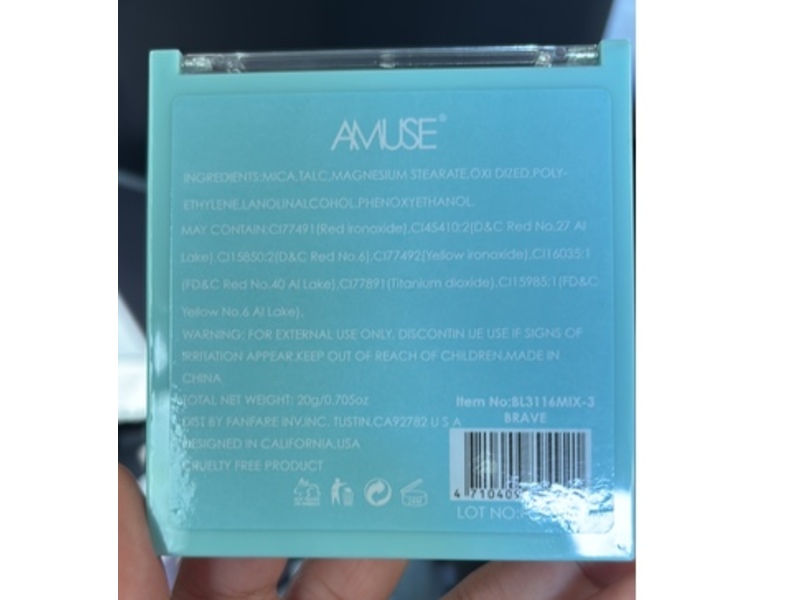 AMUSE®
INGREDIENTS:MICA,TALC,MAGNESIUM STEARATE,OXI DIZED,POLY-
ETHYLENE,LANOLINALCOHOL,PHENOXYETHANOL.
MAY CONTAIN:CI77491(Red ironoxide),CI45410:2(D&C Red No.27 Al
Lake),CI15850:2(D&C Red No.6),CI77492(Yellow ironoxide),CI16035:1
(FD&C Red No.40 Al Lake),CI77891(Titanium dioxide),CI15985:1(FD&C
Yellow No.6 Al Lake).
WARNING: FOR EXTERNAL USE ONLY. DISCONTIN UE USE IF SIGNS OF
IRRITATION APPEAR.KEEP OUT OF REACH OF CHILDREN.MADE IN
CHINA
TOTAL NET WEIGHT: 20g/0.705oz
DIST BY FANFARE INV.INC. TUSTIN.CA92782 U S A
DESIGNED IN CALIFORNIA.USA
CRUELTY FREE PRODUCT
Item No:BL3116MIX-3
BRAVE
4 710409
LOT NO: